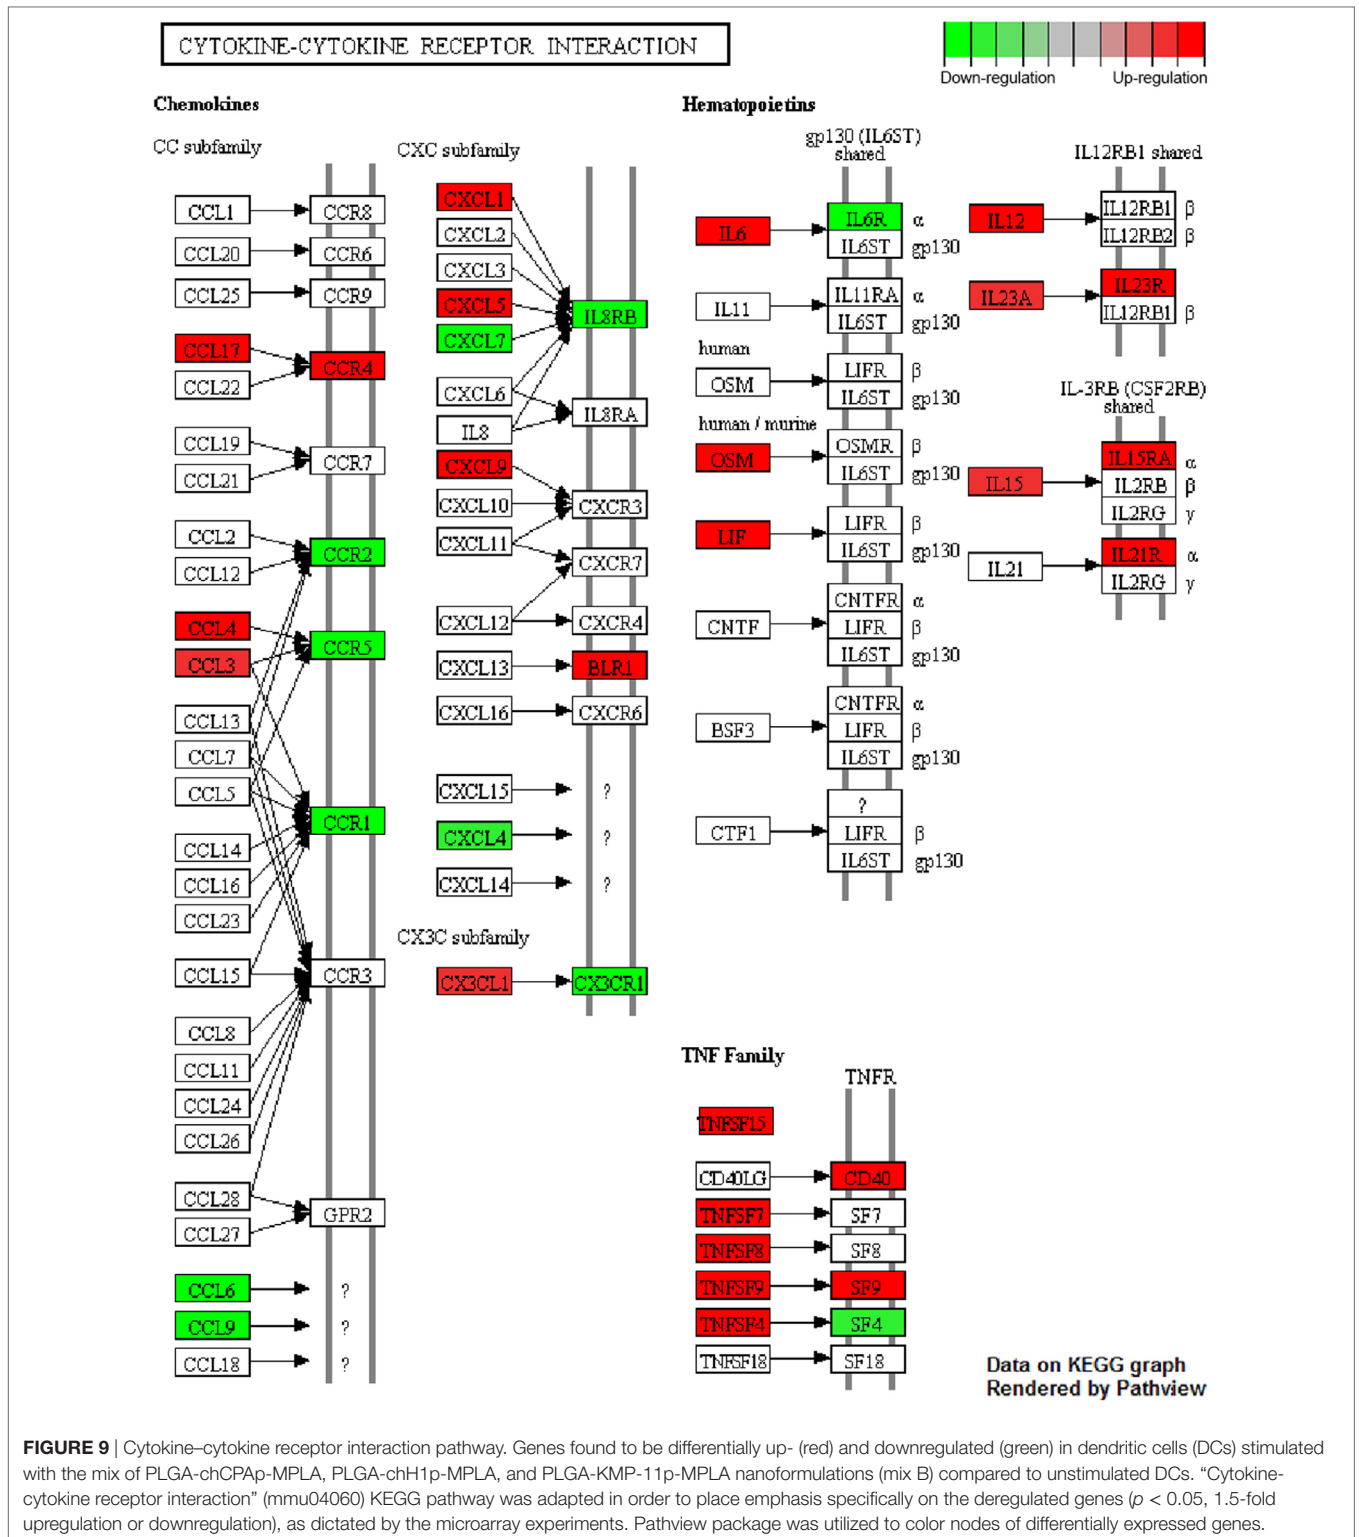 CYTOKINE-CYTOKINE RECEPTOR INTERACTION
Down-regulation
Up-regulation
Chemokines
CC subfamily
CCL1
CCR8
CCL20
CCR6
CCL25
CCR9
CCL17
CCR4
CCL22
CCL19
CCR7
CCL21
CCL2
CCR2
CCL12
CCL4
CCR5
CCL3
CCL13
CCL7
CCL5
CCR1
CCL14
CCL16
CCL23
CCL15
CCR3
CCL8
CCL11
CCL24
CCL26
CCL28
GPR2
CCL27
CCL6
?
CCL9
?
CCL18
?
CXC subfamily
CXCL1
CXCL2
CXCL3
CXCL5
IL8RB
CXCL7
CXCL6
IL8RA
IL8
CXCL9
CXCL10
CXCR3
CXCL11
CXCR7
CXCL12
CXCR4
CXCL13
BLR1
CXCL16
CXCR6
CXCL15
?
CXCL4
?
CXCL14
?
CX3C subfamily
CX3CL1
CX3CR1
Hematopoietins
gp130 (IL6ST)
shared
IL6
IL6R
α
IL6ST
gp130
IL11
IL11RA
α
IL6ST
gp130
human
OSM
LIFR
β
IL6ST
gp130
human / murine
OSM
OSMR
β
IL6ST
gp130
LIF
LIFR
β
IL6ST
gp130
CNTF
CNTFR
α
LIFR
β
IL6ST
gp130
BSF3
CNTFR
α
LIFR
β
IL6ST
gp130
CTF1
?
LIFR
β
IL6ST
gp130
IL12RB1 shared
IL12
IL12RB1
β
IL12RB2
β
IL23A
IL23R
IL12RB1
β
IL-3RB (CSF2RB)
shared
IL15
IL15RA
α
IL2RB
β
IL2RG
γ
IL21
IL21R
α
IL2RG
γ
TNF Family
TNFR
TNFSF15
CD40LG
CD40
TNFSF7
SF7
TNFSF8
SF8
TNFSF9
SF9
TNFSF4
SF4
TNFSF18
SF18
Data on KEGG graph
Rendered by Pathview
FIGURE 9 | Cytokine–cytokine receptor interaction pathway. Genes found to be differentially up- (red) and downregulated (green) in dendritic cells (DCs) stimulated
with the mix of PLGA-chCPAp-MPLA, PLGA-chH1p-MPLA, and PLGA-KMP-11p-MPLA nanoformulations (mix B) compared to unstimulated DCs. “Cytokine-
cytokine receptor interaction” (mmu04060) KEGG pathway was adapted in order to place emphasis specifically on the deregulated genes (p < 0.05, 1.5-fold
upregulation or downregulation), as dictated by the microarray experiments. Pathview package was utilized to color nodes of differentially expressed genes.